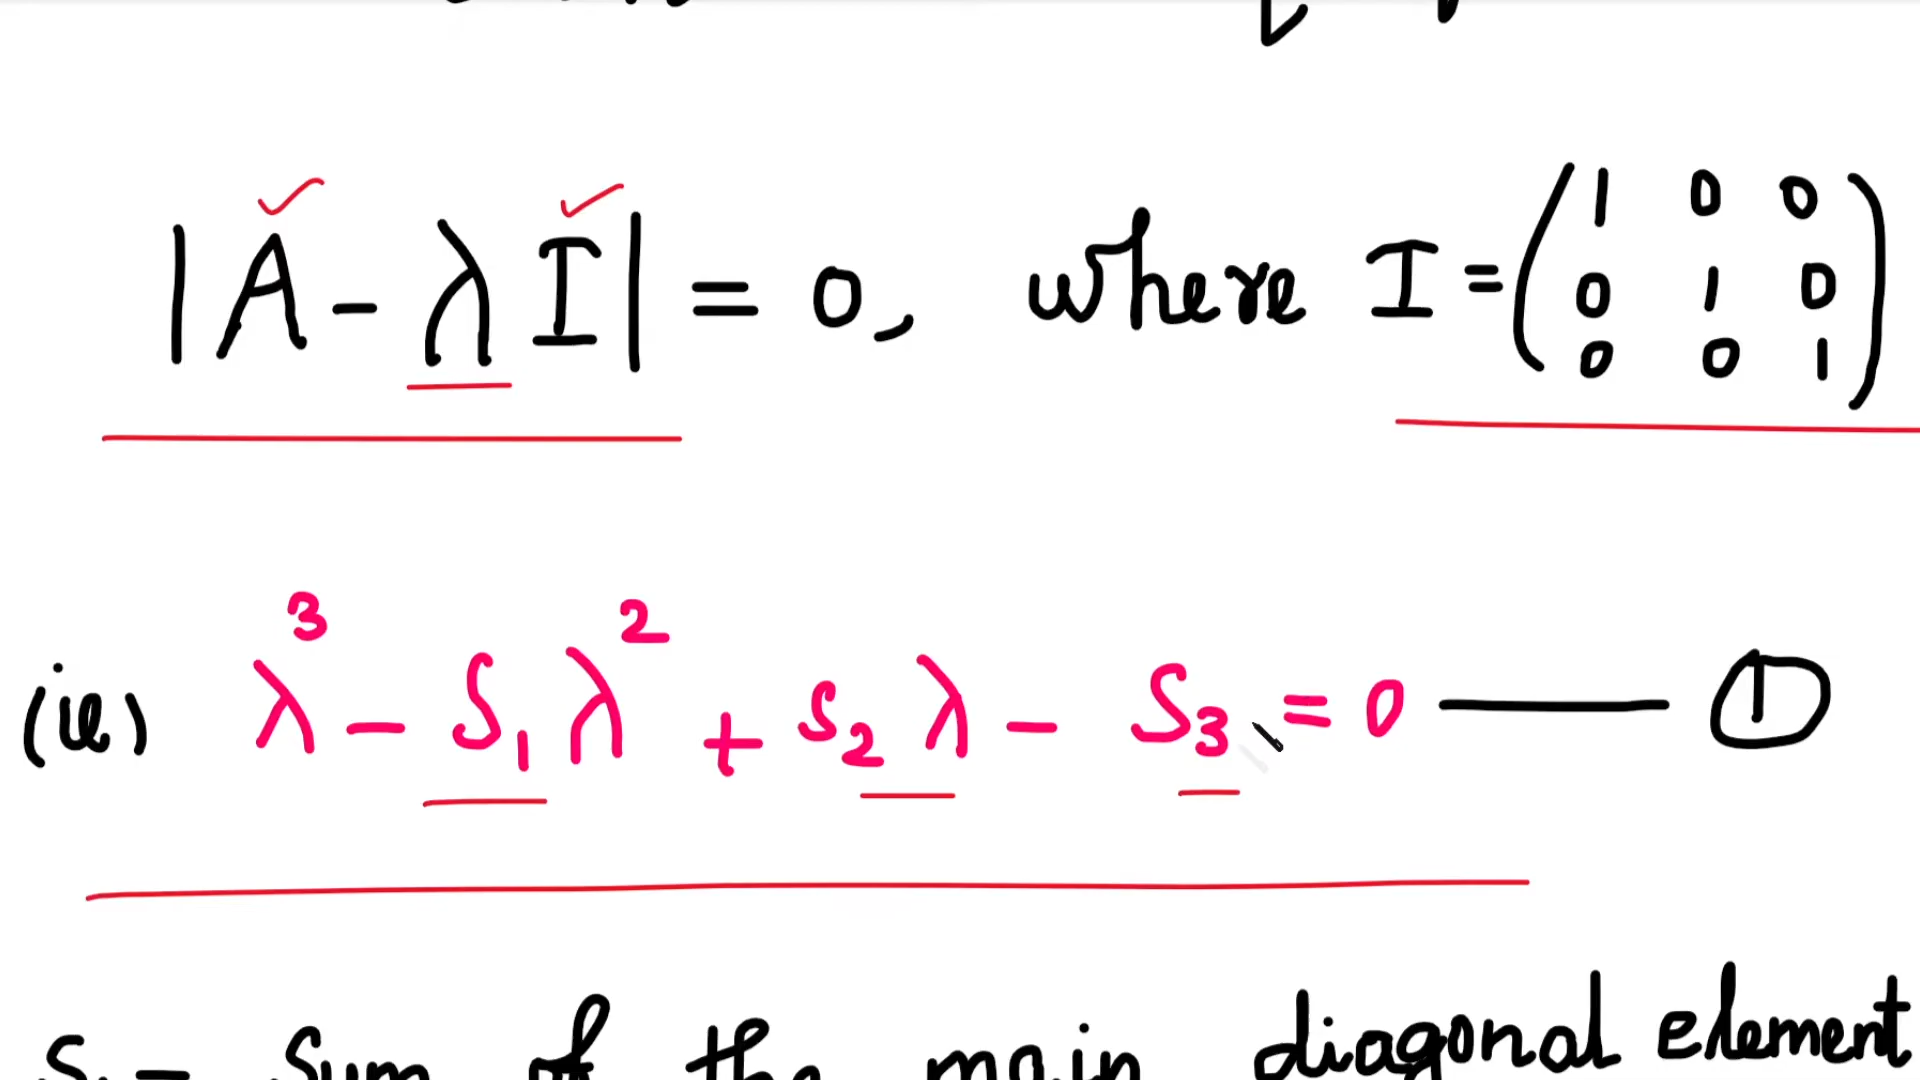 |A - λI| = 0, where I = (1 0 0
0 1 0
0 0 1)
(ie) λ³ - S₁λ² + S₂λ - S₃ = 0 —— ①
S₁ = Sum of the main diagonal element